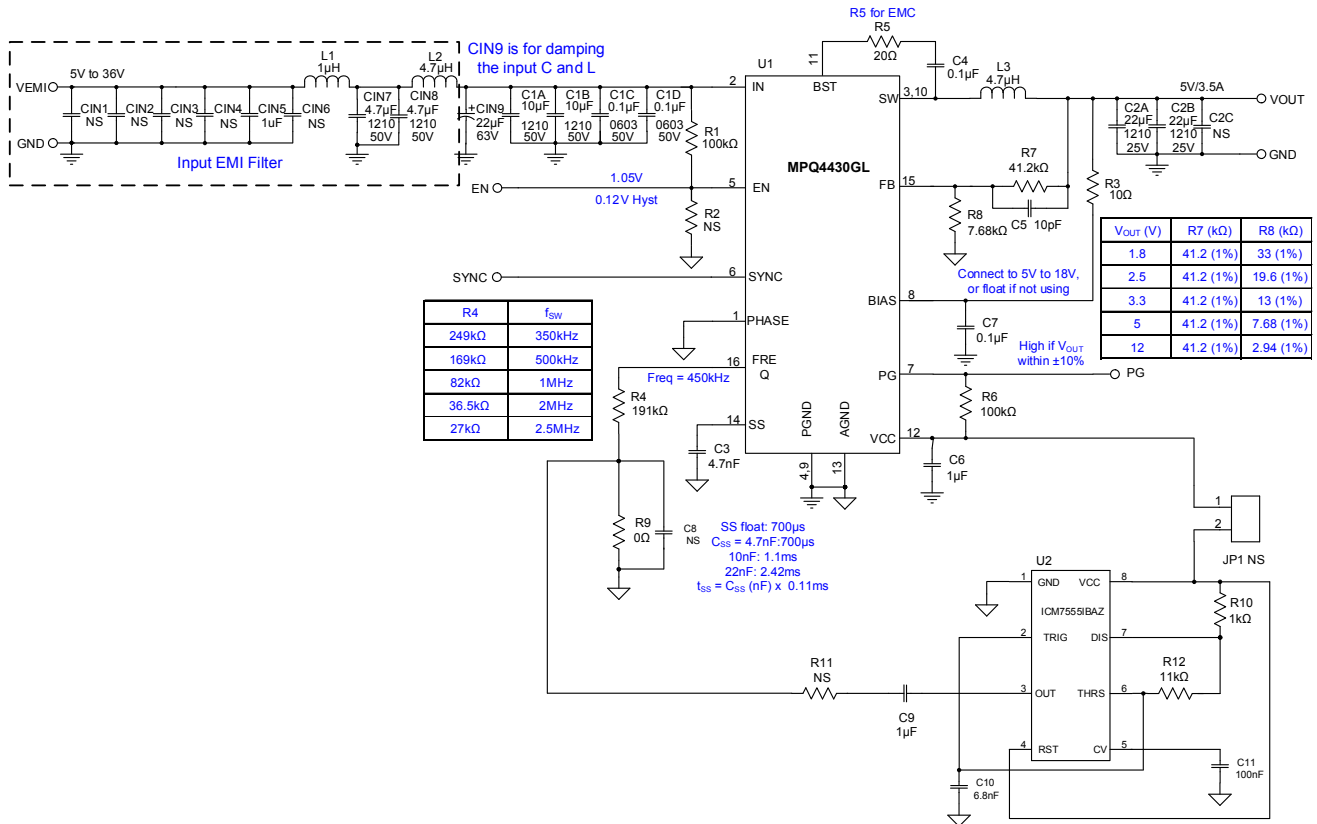 R5 for EMC
R5
20Ω
C4
0.1µF
CIN9 is for damping
the input C and L
L1
1µH
L2
4.7µH
5V to 36V
VEMI
GND
CIN1
NS
CIN2
NS
CIN3
NS
CIN4
NS
CIN5
1uF
CIN6
NS
CIN7
4.7µF
1210
50V
CIN8
4.7µF
1210
50V
Input EMI Filter
+CIN9
22µF
63V
C1A
10µF
1210
50V
C1B
10µF
1210
50V
C1C
0.1µF
0603
50V
C1D
0.1µF
0603
50V
R1
100kΩ
EN
1.05V
0.12V Hyst
R2
NS
SYNC
U1
MPQ4430GL
2
IN
5
EN
6
SYNC
1
PHASE
16
FRE
Q
14
SS
11
BST
SW
3,10
FB
15
BIAS
8
PG
7
VCC
12
PGND
4,9
AGND
13
L3
4.7µH
5V/3.5A
VOUT
GND
C2A
22µF
1210
25V
C2B
22µF
1210
25V
C2C
NS
R7
41.2kΩ
C5 10pF
R8
7.68kΩ
R3
10Ω
Connect to 5V to 18V,
or float if not using
C7
0.1µF
High if VOUT
within ±10%
PG
R6
100kΩ
C6
1µF
VOUT (V) R7 (kΩ) R8 (kΩ)
1.8 41.2 (1%) 33 (1%)
2.5 41.2 (1%) 19.6 (1%)
3.3 41.2 (1%) 13 (1%)
5 41.2 (1%) 7.68 (1%)
12 41.2 (1%) 2.94 (1%)
R4 fSW
249kΩ 350kHz
169kΩ 500kHz
82kΩ 1MHz
36.5kΩ 2MHz
27kΩ 2.5MHz
Freq = 450kHz
R4
191kΩ
C3
4.7nF
R9
0Ω
C8
NS
SS float: 700µs
CSS = 4.7nF:700µs
10nF: 1.1ms
22nF: 2.42ms
tSS = CSS (nF) x 0.11ms
1
2
JP1 NS
U2
ICM7555IBAZ
1
GND
VCC
8
2
TRIG
DIS
7
3
OUT
THRS
6
4
RST
CV
5
R10
1kΩ
R12
11kΩ
R11
NS
C9
1µF
C10
6.8nF
C11
100nF